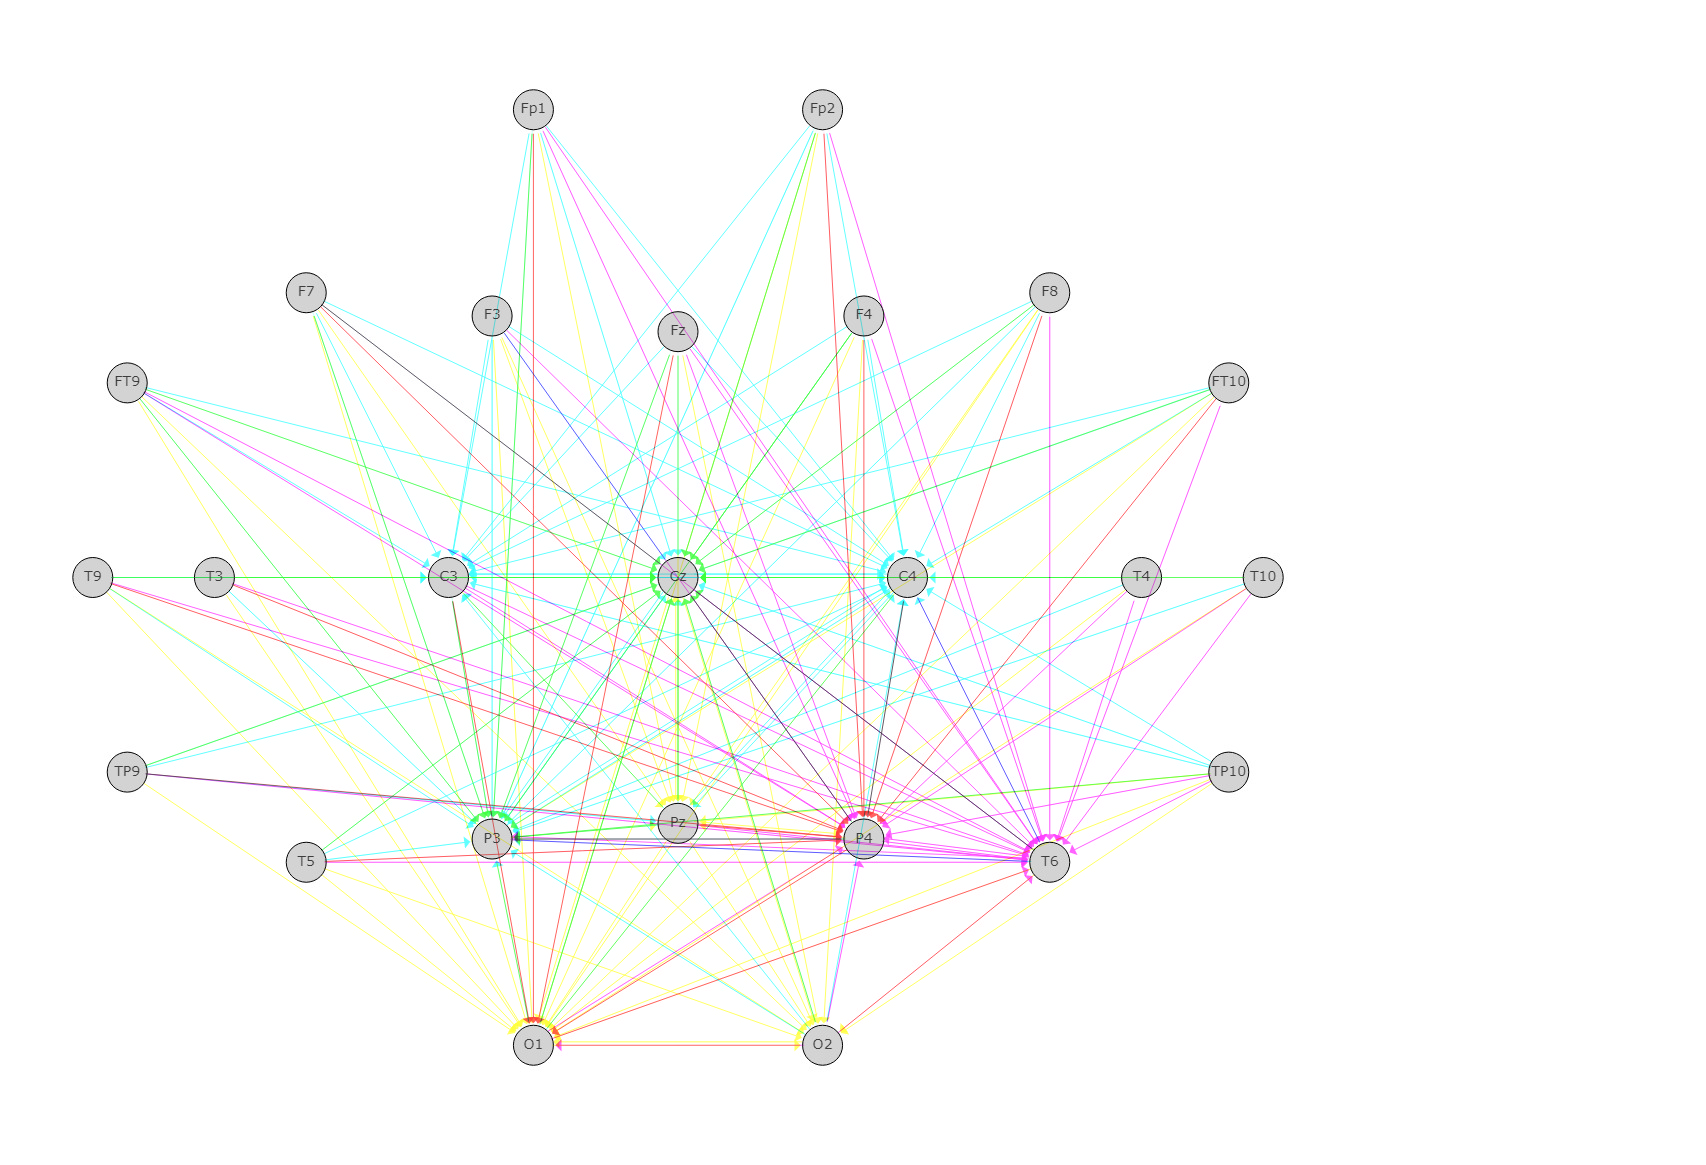 Fp1 Fp2
F7 F3 Fz F4 F8
FT9 FT10
T9 T3 C3 Cz C4 T4 T10
TP9 TP10
T5 P3 Pz P4 T6
O1 O2